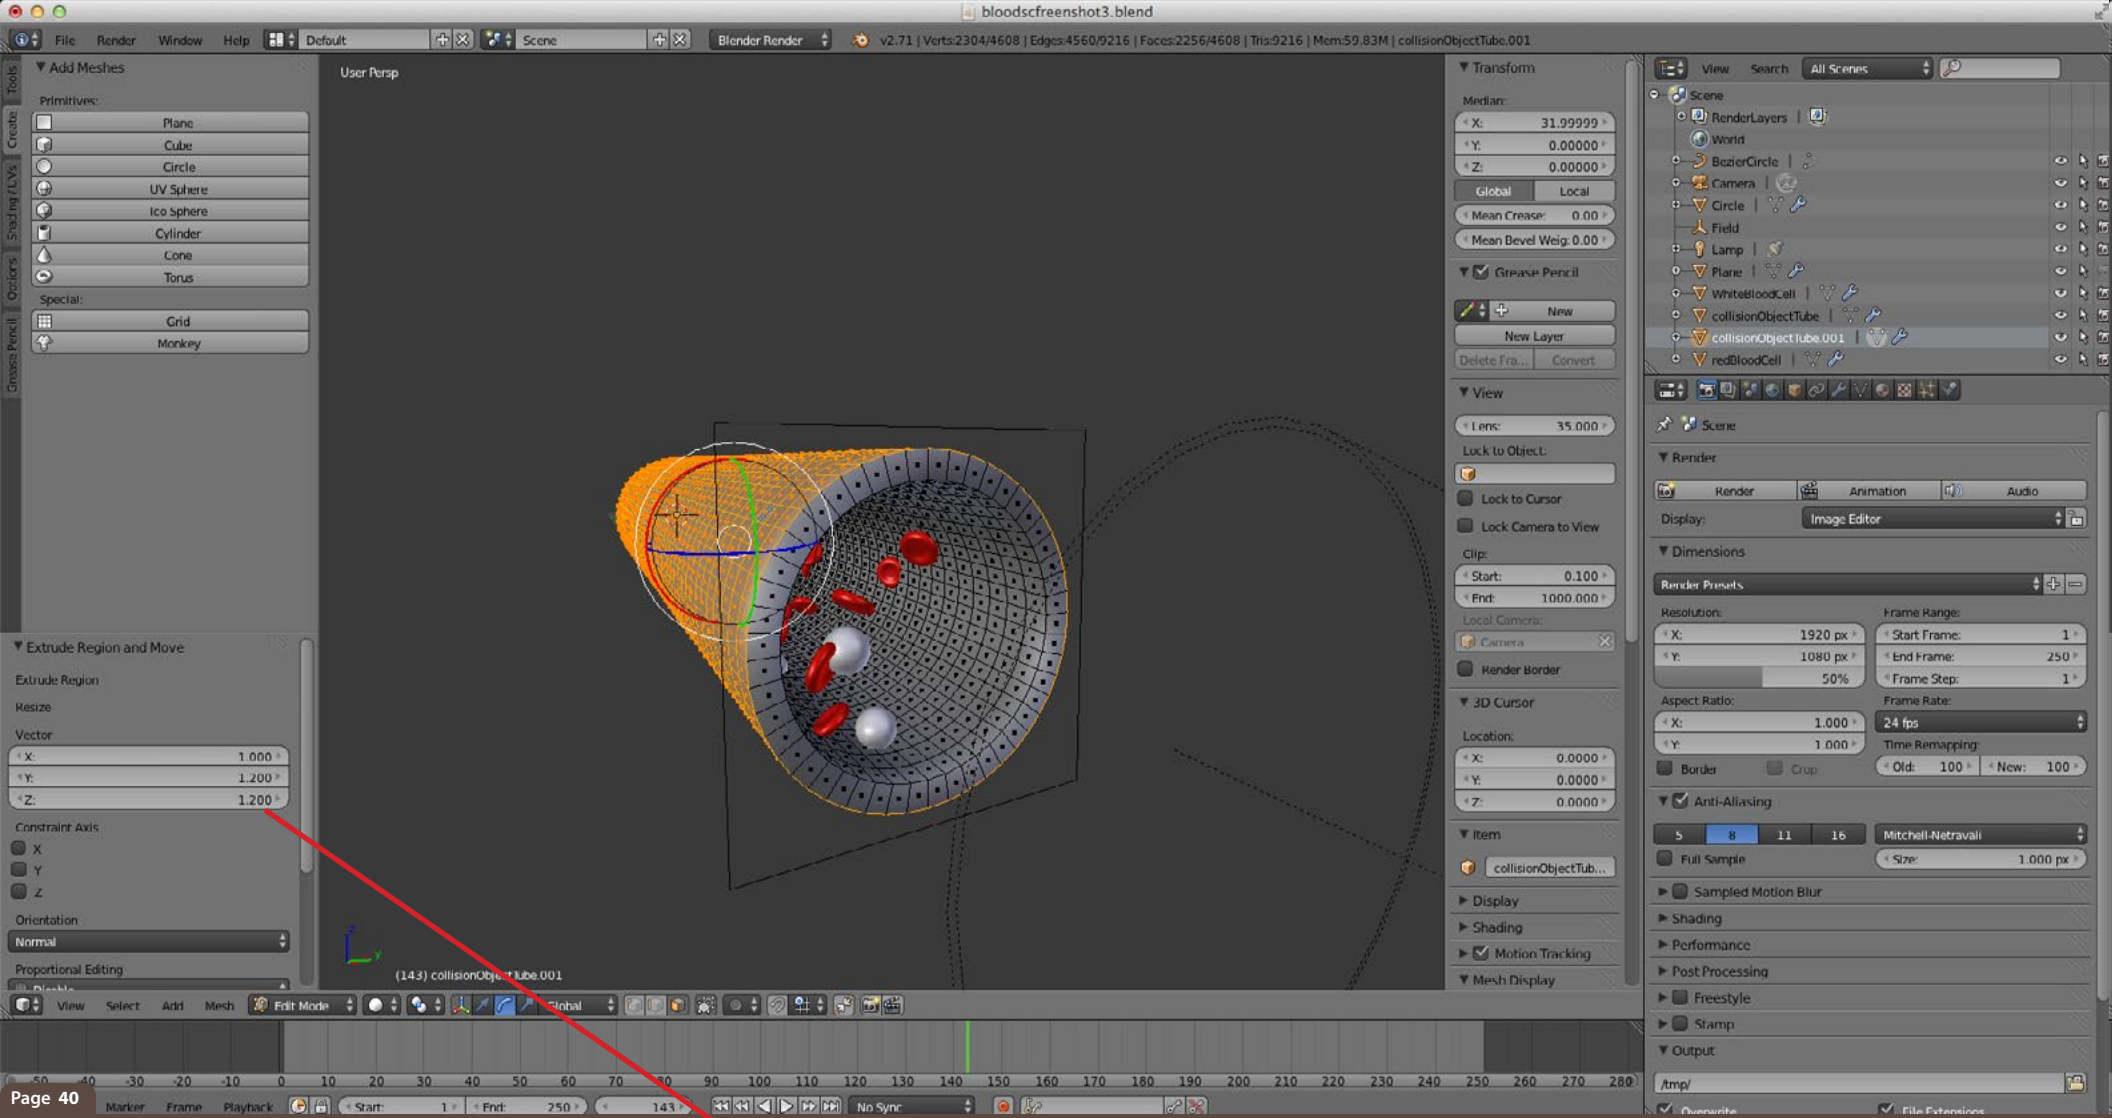 bloodscfreenshot3.blend
File Render Window Help Default Scene Blender Render v2.71 | Verts:2304/4608 | Edges:4560/9216 | Faces:2256/4608 | Tris:9216 | Mem:59.83M | collisionObjectTube.001
Tools
Create
Shading / UVs
Options
Grease Pencil
Add Meshes
Primitives:
Plane
Cube
Circle
UV Sphere
Ico Sphere
Cylinder
Cone
Torus
Special:
Grid
Monkey
Extrude Region and Move
Extrude Region
Resize
Vector
X: 1.000
Y: 1.200
Z: 1.200
Constraint Axis
X
Y
Z
Orientation
Normal
Proportional Editing
User Persp
(143) collisionObjectTube.001
Transform
Median:
X: 31.99999
Y: 0.00000
Z: 0.00000
Global Local
Mean Crease: 0.00
Mean Bevel Weig: 0.00
Grease Pencil
New
New Layer
Delete Fra... Convert
View
Lens: 35.000
Lock to Object:
Lock to Cursor
Lock Camera to View
Clip:
Start: 0.100
End: 1000.000
Local Camera:
Camera
Render Border
3D Cursor
Location:
X: 0.0000
Y: 0.0000
Z: 0.0000
Item
collisionObjectTub...
Display
Shading
Motion Tracking
Mesh Display
View Search All Scenes
Scene
RenderLayers
World
BezierCircle
Camera
Circle
Field
Lamp
Plane
WhiteBloodCell
collisionObjectTube
collisionObjectTube.001
redBloodCell
Scene
Render
Render Animation Audio
Display: Image Editor
Dimensions
Render Presets
Resolution: Frame Range:
X: 1920 px Start Frame: 1
Y: 1080 px End Frame: 250
50% Frame Step: 1
Aspect Ratio: Frame Rate:
X: 1.000 24 fps
Y: 1.000 Time Remapping:
Border Crop Old: 100 New: 100
Anti-Aliasing
5 8 11 16 Mitchell-Netravali
Full Sample Size: 1.000 px
Sampled Motion Blur
Shading
Performance
Post Processing
Freestyle
Stamp
Output
/tmp/
Overwrite File Extensions
View Select Add Mesh Edit Mode Global
-50 -40 -30 -20 -10 0 10 20 30 40 50 60 70 80 90 100 110 120 130 140 150 160 170 180 190 200 210 220 230 240 250 260 270 280
Page 40
Marker Frame Playback Start: 1 End: 250 143 No Sync